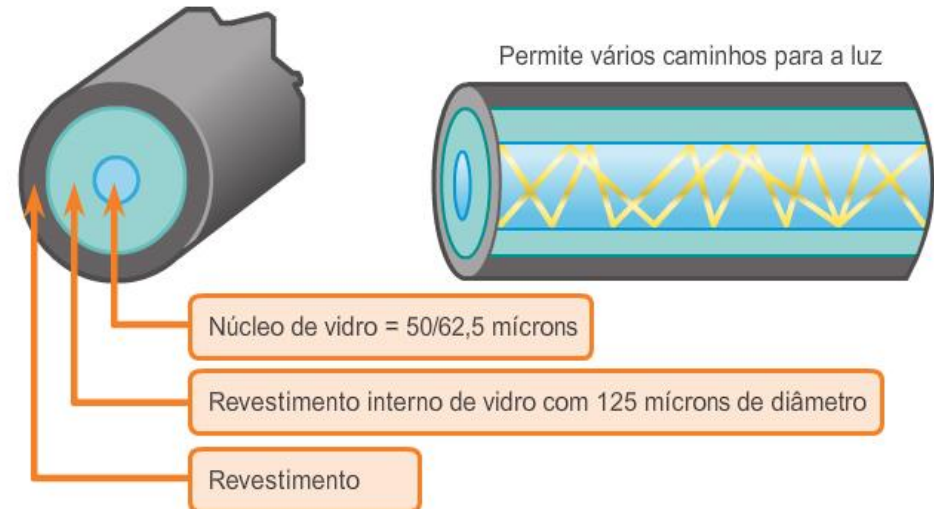 Permite vários caminhos para a luz
Núcleo de vidro = 50/62,5 mícrons
Revestimento interno de vidro com 125 mícrons de diâmetro
Revestimento